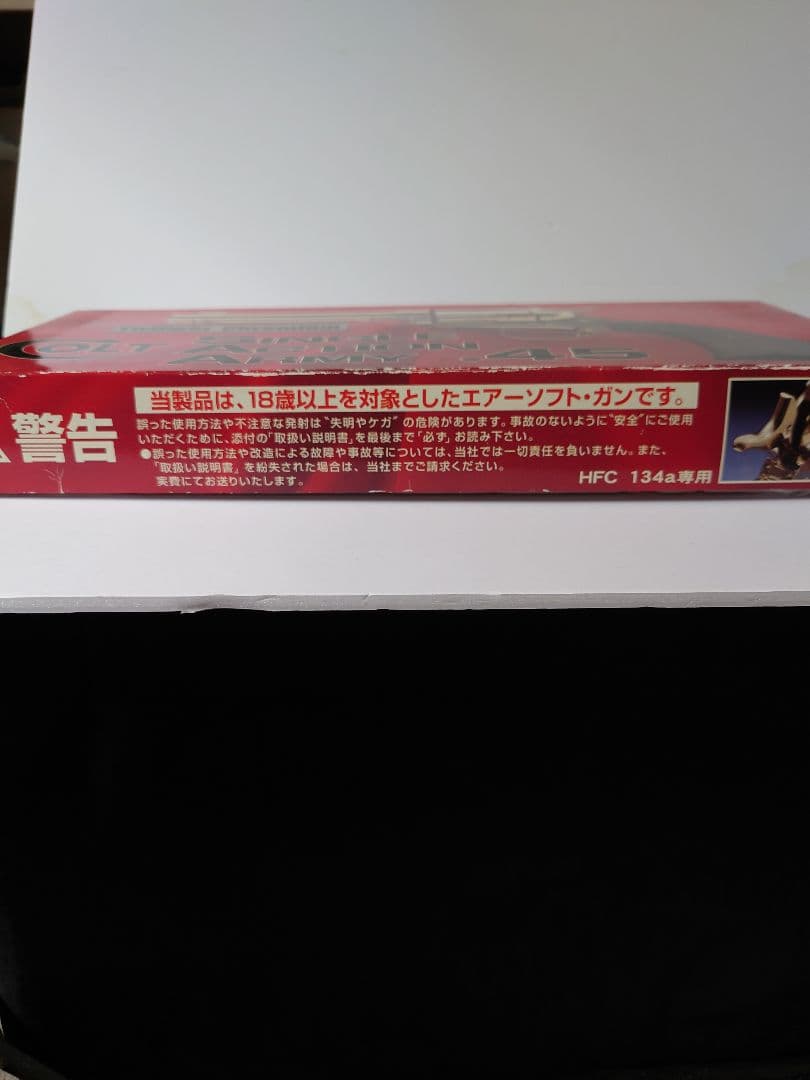 COLT
ARMY .45
警告
当製品は、18歳以上を対象としたエアーソフト・ガンです。
誤った使用方法や不注意な発射は"失明やケガ"の危険があります。事故のないように"安全"にご使用
いただくために、添付の「取扱い説明書」を最後まで「必ず」お読み下さい。
●誤った使用方法や改造による故障や事故等については、当社では一切責任を負いません。また、
「取扱い説明書」を紛失された場合は、当社までご請求ください。
実費にてお送りいたします。
HFC 134a専用